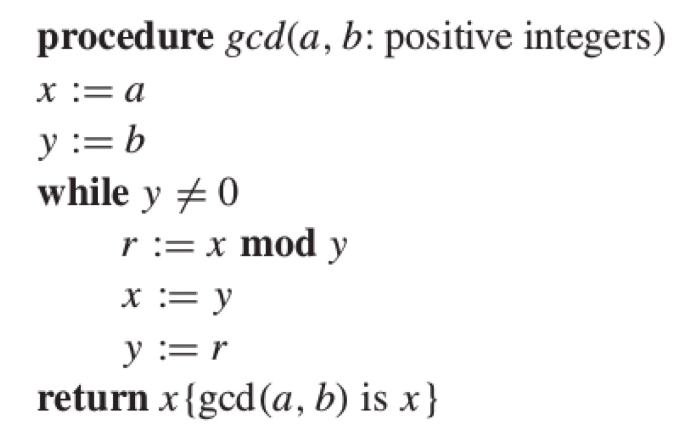 procedure gcd(a, b: positive integers)
x := a
y := b
while y ≠ 0
r := x mod y
x := y
y := r
return x{gcd(a, b) is x}